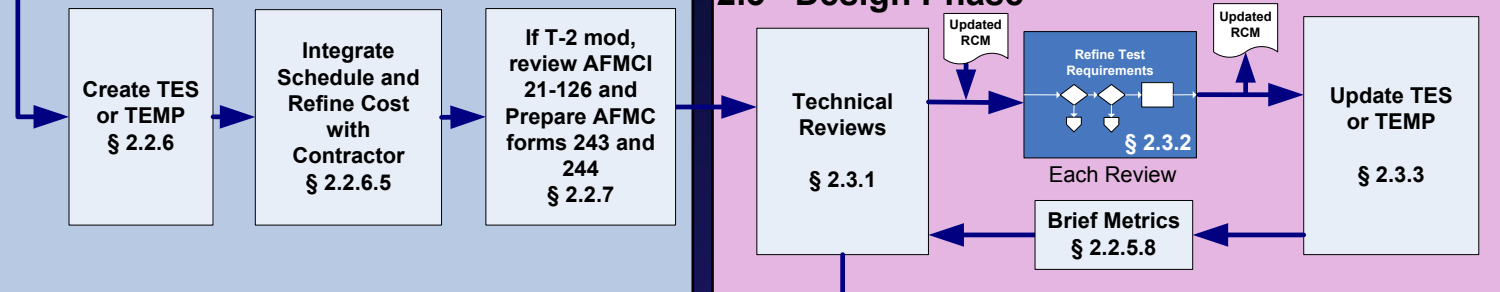 Create TES
or TEMP
§ 2.2.6
Integrate
Schedule and
Refine Cost
with
Contractor
§ 2.2.6.5
If T-2 mod,
review AFMCI
21-126 and
Prepare AFMC
forms 243 and
244
§ 2.2.7
Design Phase
Technical
Reviews
§ 2.3.1
Updated
RCM
Refine Test
Requirements
§ 2.3.2
Each Review
Updated
RCM
Update TES
or TEMP
§ 2.3.3
Brief Metrics
§ 2.2.5.8